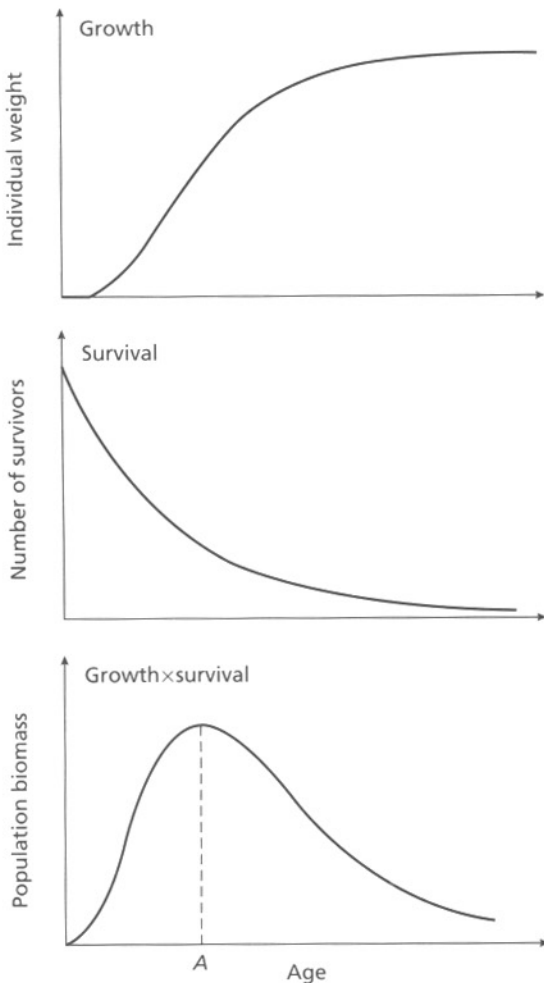 Growth
Individual weight
Survival
Number of survivors
Growth×survival
Population biomass
A
Age